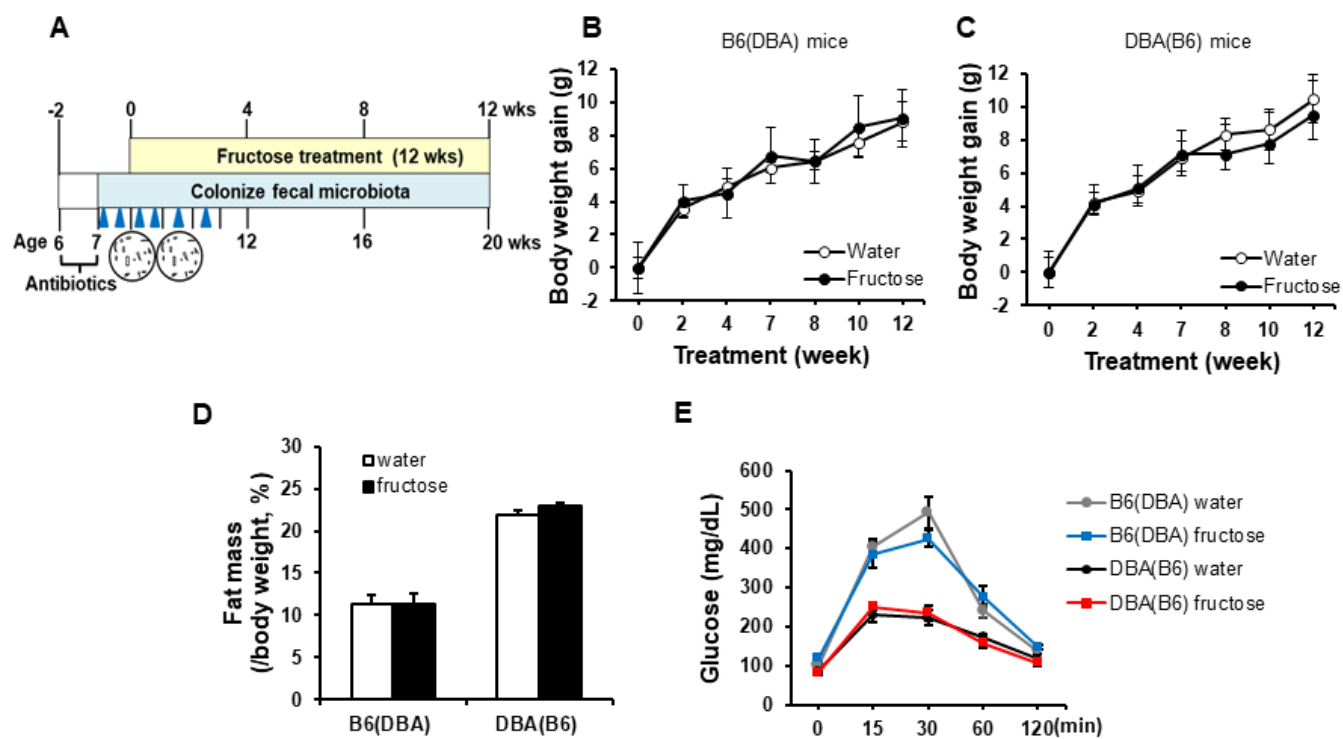 A
-2
0
4
8
12 wks
Fructose treatment (12 wks)
Colonize fecal microbiota
Age 6
7
12
16
20 wks
Antibiotics
B
B6(DBA) mice
Body weight gain (g)
12
10
8
6
4
2
0
-2
Water
Fructose
0 2 4 7 8 10 12
Treatment (week)
C
DBA(B6) mice
Body weight gain (g)
12
10
8
6
4
2
0
-2
Water
Fructose
0 2 4 7 8 10 12
Treatment (week)
D
Fat mass
(/body weight, %)
30
25
20
15
10
5
0
water
fructose
B6(DBA) DBA(B6)
E
Glucose (mg/dL)
600
500
400
300
200
100
0
0 15 30 60 120(min)
B6(DBA) water
B6(DBA) fructose
DBA(B6) water
DBA(B6) fructose